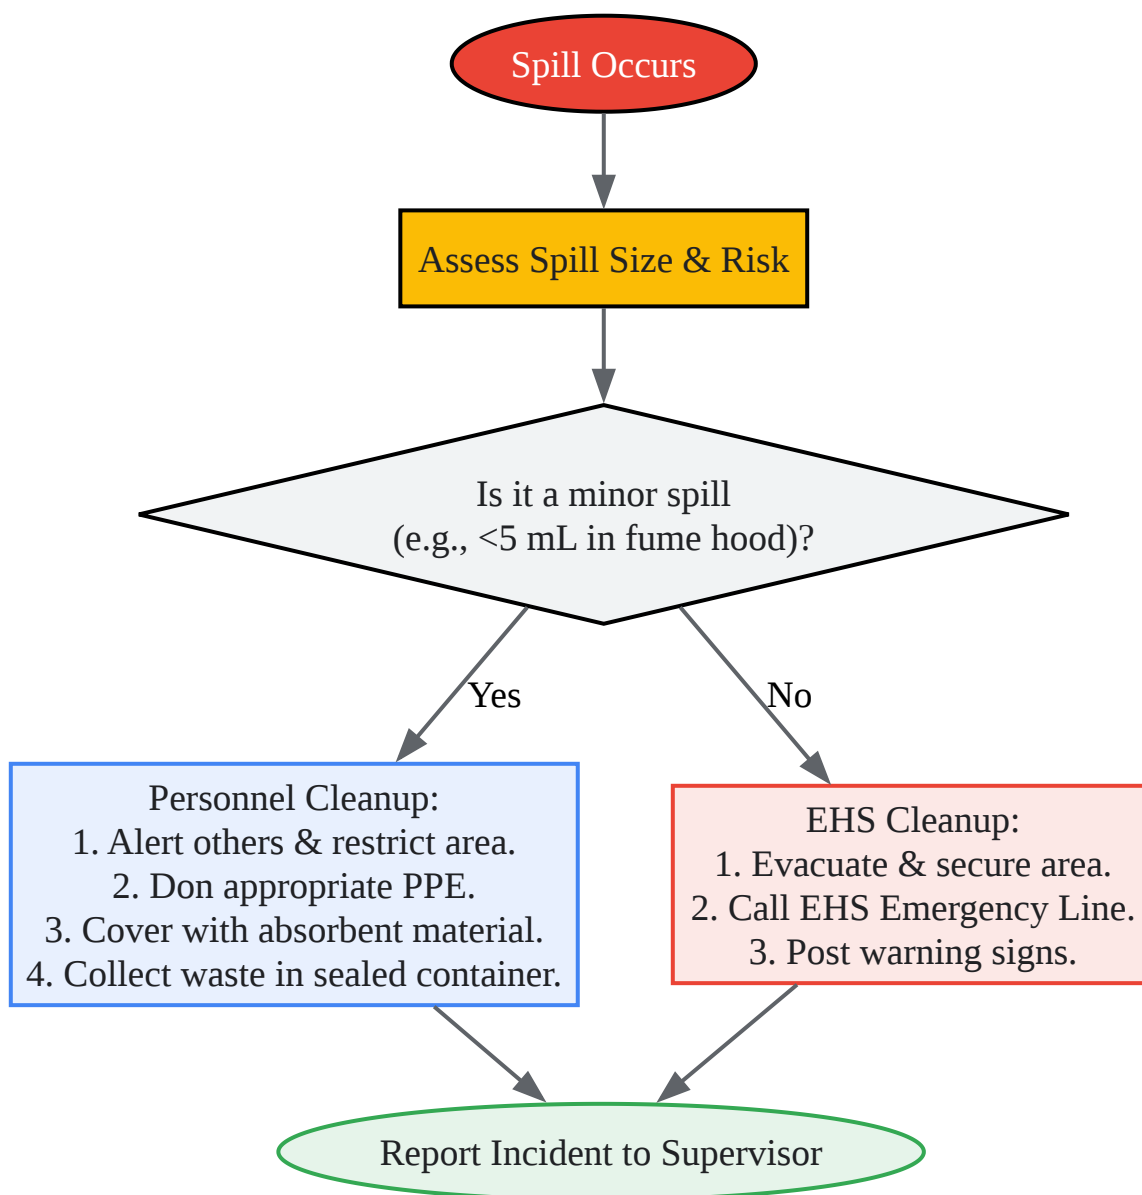 Spill Occurs
Assess Spill Size & Risk
Is it a minor spill
(e.g., <5 mL in fume hood)?
Yes
No
Personnel Cleanup:
1. Alert others & restrict area.
2. Don appropriate PPE.
3. Cover with absorbent material.
4. Collect waste in sealed container.
EHS Cleanup:
1. Evacuate & secure area.
2. Call EHS Emergency Line.
3. Post warning signs.
Report Incident to Supervisor